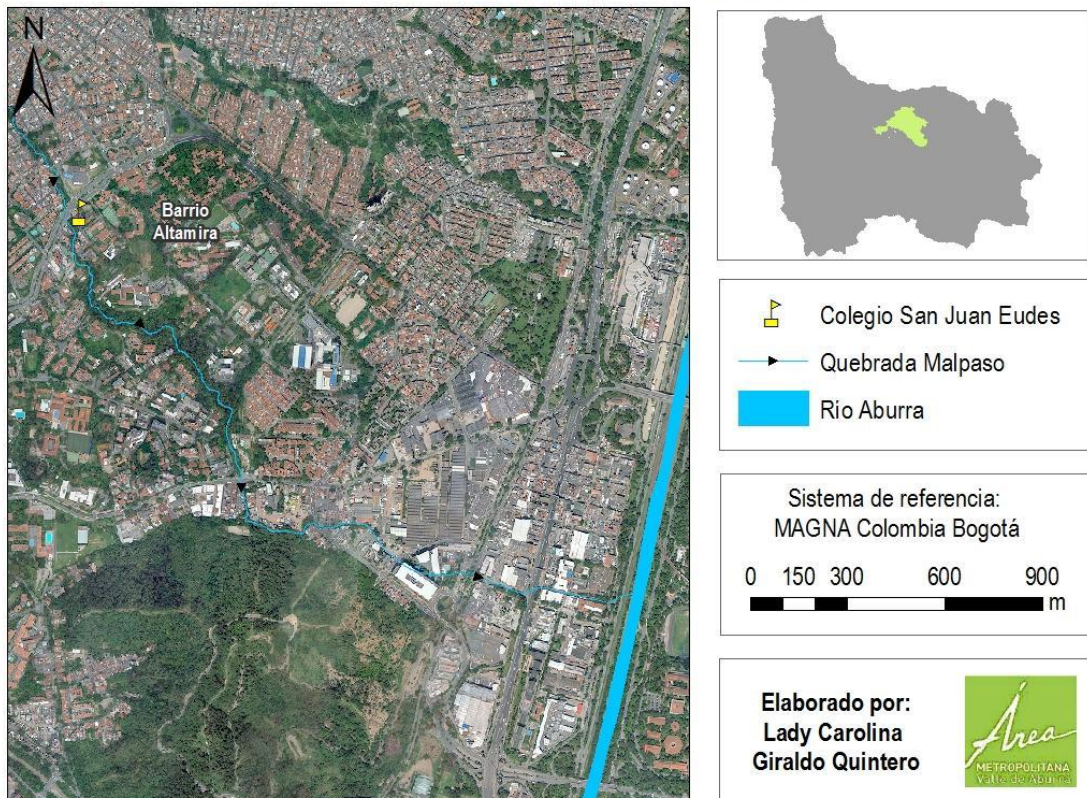 N
Barrio
Altamira
Colegio San Juan Eudes
Quebrada Malpaso
Rio Aburra
Sistema de referencia:
MAGNA Colombia Bogotá
0 150 300 600 900
m
Elaborado por:
Lady Carolina
Giraldo Quintero
Área
METROPOLITANA
Valle de Aburrá